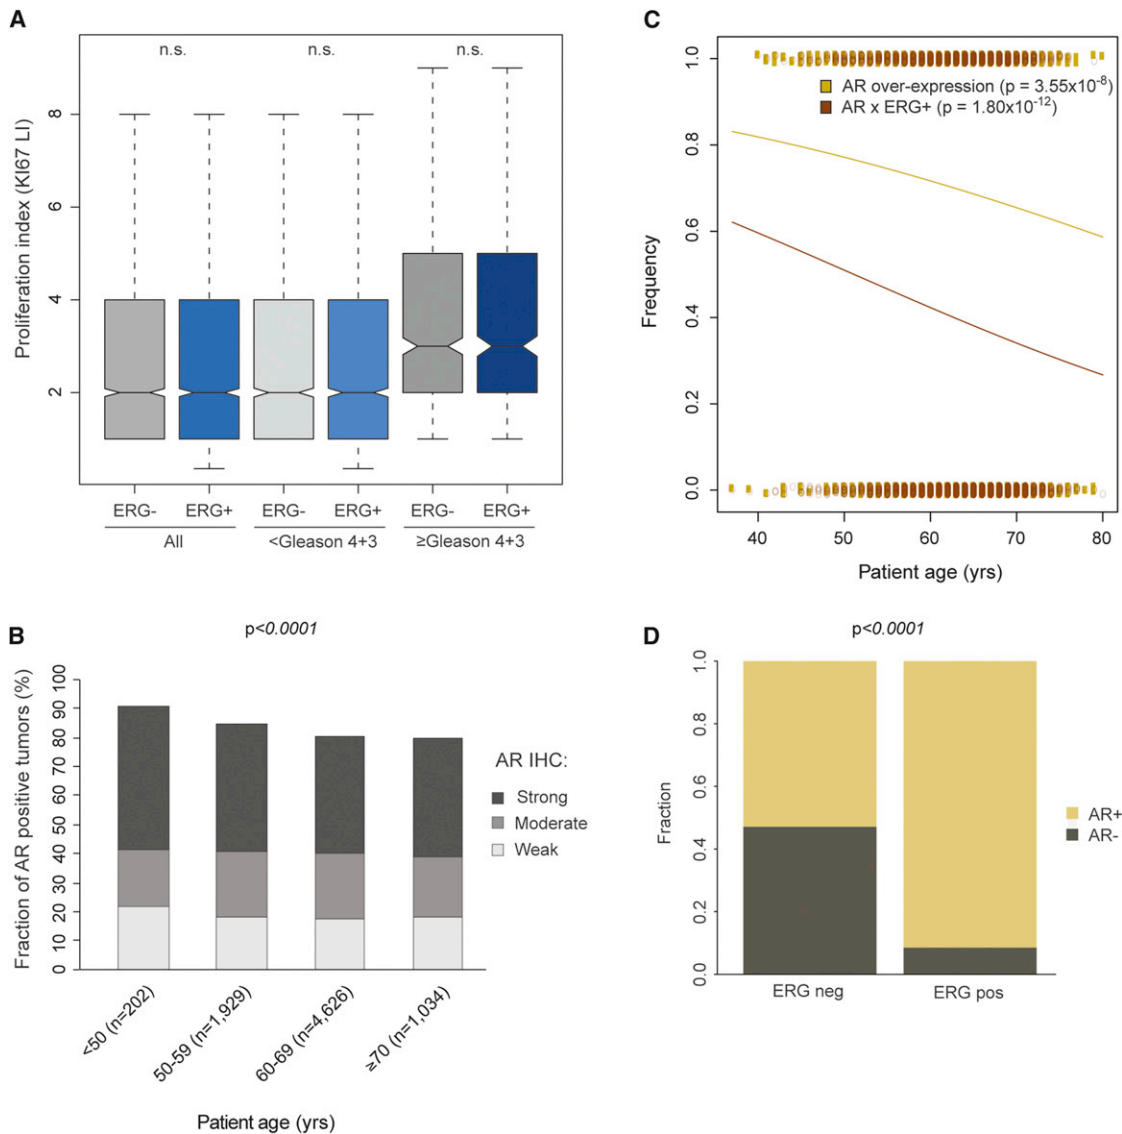 A
n.s.
n.s.
n.s.
Proliferation index (KI67 LI)
8
6
4
2
ERG-
ERG+
ERG-
ERG+
ERG-
ERG+
All
<Gleason 4+3
≥Gleason 4+3
C
AR over-expression (p = 3.55x10⁻⁸)
AR x ERG+ (p = 1.80x10⁻¹²)
Frequency
1.0
0.8
0.6
0.4
0.2
0.0
40
50
60
70
80
Patient age (yrs)
B
p<0.0001
Fraction of AR positive tumors (%)
100
90
80
70
60
50
40
30
20
10
0
AR IHC:
Strong
Moderate
Weak
<50 (n=202)
50-59 (n=1,929)
60-69 (n=4,626)
≥70 (n=1,034)
Patient age (yrs)
D
p<0.0001
Fraction
1.0
0.8
0.6
0.4
0.2
0.0
AR+
AR-
ERG neg
ERG pos